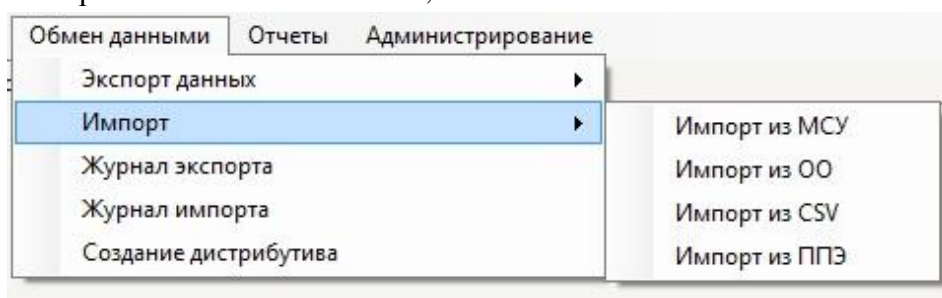 Обмен данными Отчеты Администрирование
Экспорт данных
Импорт
Журнал экспорта
Журнал импорта
Создание дистрибутива
Импорт из МСУ
Импорт из ОО
Импорт из CSV
Импорт из ППЭ